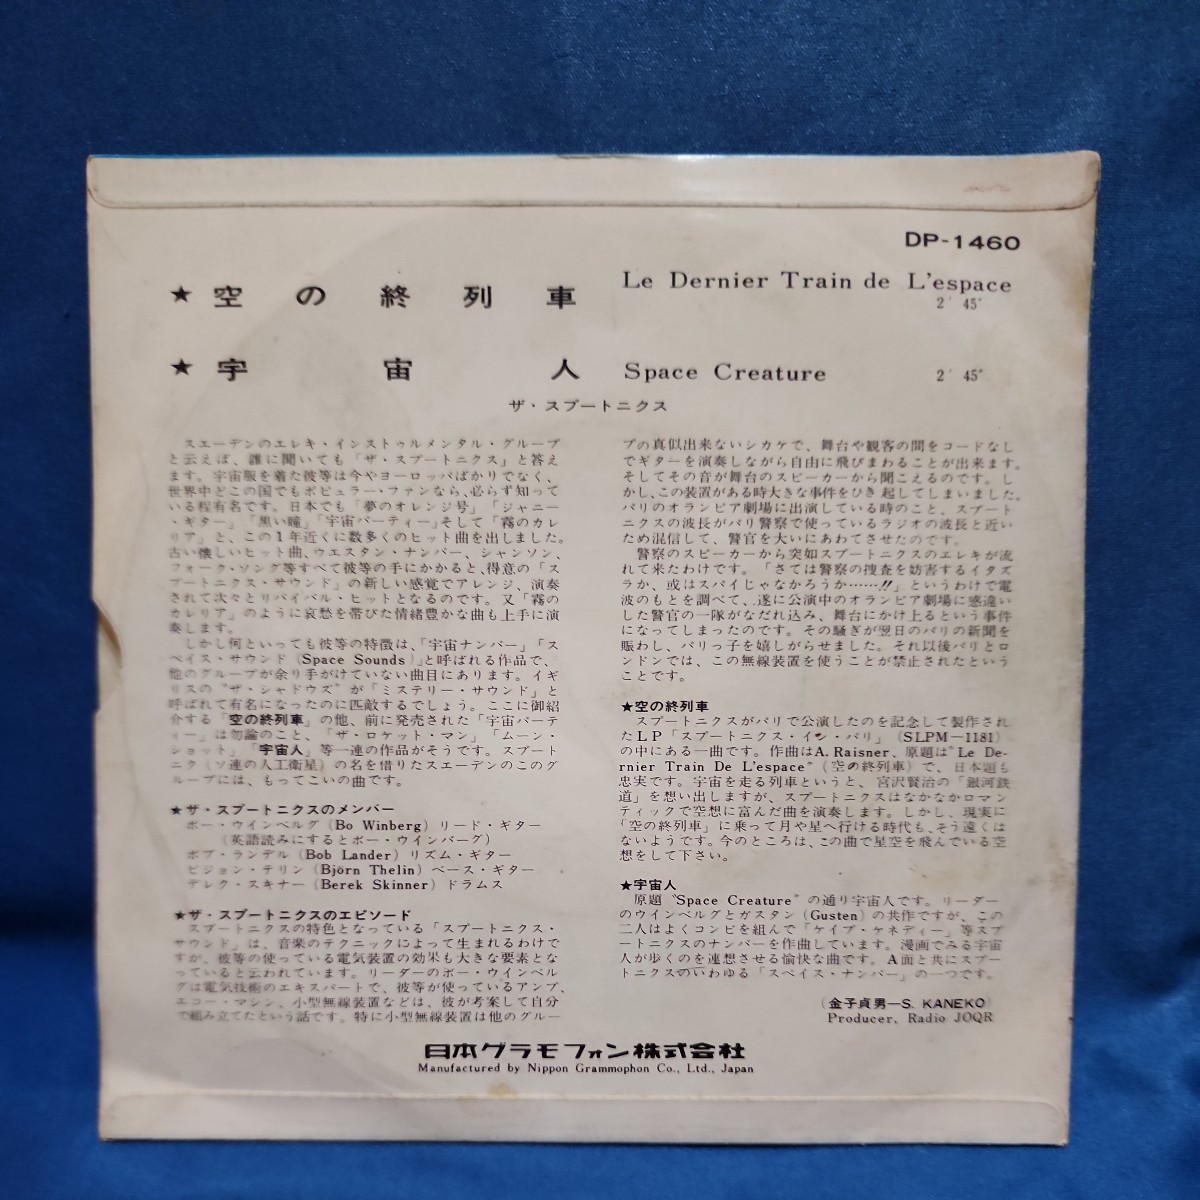 DP-1460
★空の終列車 Le Dernier Train de L'espace
2′45″
★宇宙人 Space Creature 2′45″
ザ・スプートニクス
スエーデンのエレキ・インストゥルメンタル・グループ
と云えば、誰に聞いても「ザ・スプートニクス」と答え
ます。宇宙服を着た彼等は今やヨーロッパばかりでなく、
世界中どこの国でもポピュラー・ファンなら、必らず知って
いる程有名です。日本でも「夢のオレンジ号」「ジャニー
・ギター」「黒い瞳」「宇宙パーティー」そして「霧のカレ
リア」と、この1年近くに数多くのヒット曲を出しました。
古い懐しいヒット曲、ウエスタン・ナンバー、シャンソン、
フォーク・ソング等すべて彼等の手にかかると、得意の「ス
プートニクス・サウンド」の新しい感覚でアレンジ、演奏
されて次々とリバイバル・ヒットとなるのです。又「霧の
カレリア」のように哀愁を帯びた情緒豊かな曲も上手に演
奏します。
しかし何といっても彼等の特徴は、「宇宙ナンバー」「ス
ペイス・サウンド (Space Sounds)」と呼ばれる作品で、
他のグループが余り手がけていない曲目にあります。イギ
リスの〝ザ・シャドウズ〟が「ミステリー・サウンド」と
呼ばれて有名になったのに匹敵するでしょう。ここに御紹
介する「空の終列車」の他、前に発売された「宇宙パーテ
ィー」は勿論のこと、「ザ・ロケット・マン」「ムーン・
ショット」「宇宙人」等一連の作品がそうです。スプート
ニク (ソ連の人工衛星) の名を借りたスエーデンのこのグ
ループには、もってこいの曲です。
★ザ・スプートニクスのメンバー
ボー・ウインベルグ (Bo Winberg) リード・ギター
(英語読みにするとボー・ウインバーグ)
ボブ・ランデル (Bob Lander) リズム・ギター
ビジョン・テリン (Björn Thelin) ベース・ギター
デレク・スキナー (Berek Skinner) ドラムス
★ザ・スプートニクスのエピソード
スプートニクスの特色となっている「スプートニクス・
サウンド」は、音楽のテクニックによって生まれるわけで
すが、彼等の使っている電気装置の効果も大きな要素とな
っていると云われています。リーダーのボー・ウインベル
グは電気技術のエキスパートで、彼等が使っているアンプ、
エコー・マシン、小型無線装置などは、彼が考案して自分
で組み立てたという話です。特に小型無線装置は他のグルー
プの真似出来ないシカケで、舞台や観客の間をコードなし
でギターを演奏しながら自由に飛びまわることが出来ます。
そしてその音が舞台のスピーカーから聞こえるのです。し
かし、この装置がある時大きな事件をひき起してしまいました。
パリのオランピア劇場に出演している時のこと、スプート
ニクスの波長がパリ警察で使っているラジオの波長と近い
ため混信して、警官を大いにあわてさせたのです。
警察のスピーカーから突如スプートニクスのエレキが流
れて来たわけです。「さては警察の捜査を妨害するイタズ
ラか、或はスパイじゃなかろうか……!!」というわけで電
波のもとを調べて、遂に公演中のオランピア劇場に感違い
した警官の一隊がなだれ込み、舞台にかけ上るという事件
になってしまったのです。その騒ぎが翌日のパリの新聞を
賑わし、パリっ子を嬉しがらせました。それ以後パリとロ
ンドンでは、この無線装置を使うことが禁止されたという
ことです。
★空の終列車
スプートニクスがパリで公演したのを記念して製作され
たLP「スプートニクス・イン・パリ」(SLPM-1181)
の中にある一曲です。作曲はA. Raisner、原題は〝Le De-
rnier Train De L'espace〟(空の終列車) で、日本題も
忠実です。宇宙を走る列車というと、宮沢賢治の「銀河鉄
道」を想い出しますが、スプートニクスはなかなかロマン
ティックで空想に富んだ曲を演奏します。しかし、現実に
「空の終列車」に乗って月や星へ行ける時代も、そう遠くは
ないようです。今のところは、この曲で星空を飛んでいる空
想をして下さい。
★宇宙人
原題〝Space Creature〟の通り宇宙人です。リーダー
のウインベルグとガスタン (Gusten) の共作ですが、この
二人はよくコンビを組んで「ケイプ・ケネディー」等スプ
ートニクスのナンバーを作曲しています。漫画でみる宇宙
人が歩くのを連想させる愉快な曲です。A面と共にスプー
トニクスのいわゆる「スペイス・ナンバー」の一つです。
(金子貞男—S. KANEKO)
Producer, Radio JOQR
日本グラモフォン株式会社
Manufactured by Nippon Grammophon Co., Ltd., Japan